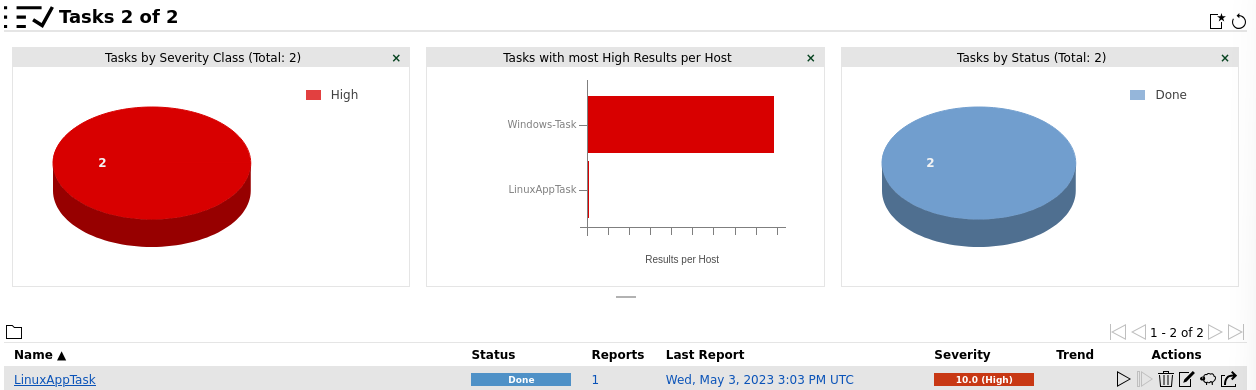 Tasks 2 of 2
Tasks by Severity Class (Total: 2)
×
High
2
Tasks with most High Results per Host
×
Windows-Task
LinuxAppTask
Results per Host
Tasks by Status (Total: 2)
×
Done
2
1 - 2 of 2
Name ▲ Status Reports Last Report Severity Trend Actions
LinuxAppTask Done 1 Wed, May 3, 2023 3:03 PM UTC 10.0 (High)